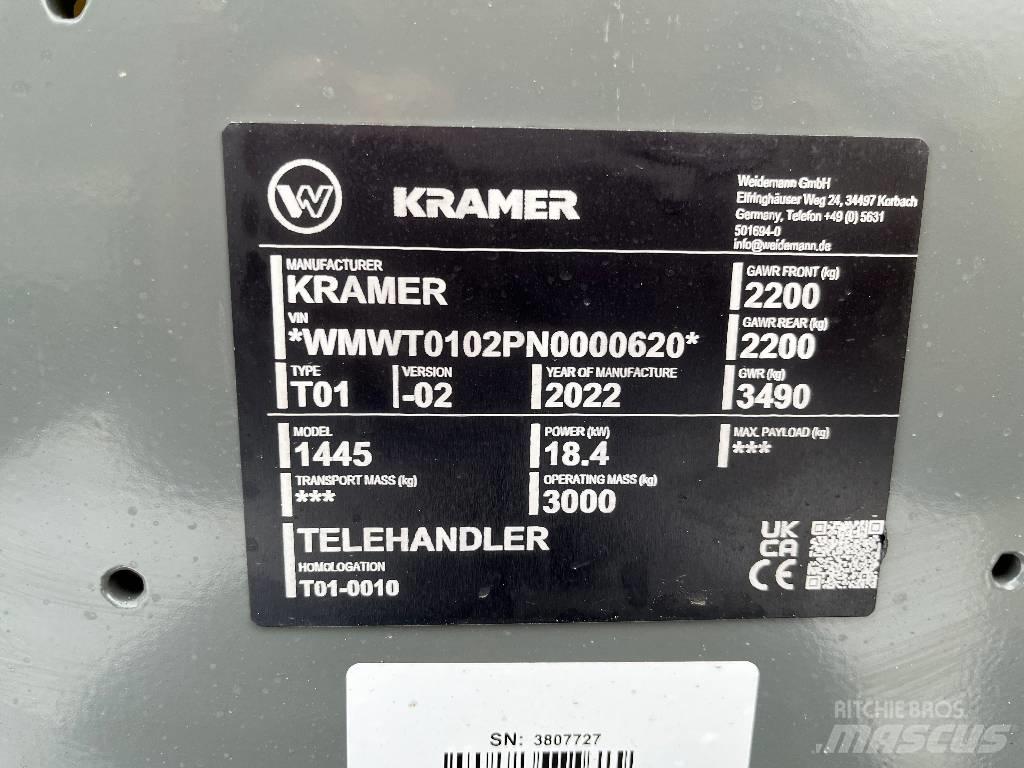 W KRAMER
Weidemann GmbH
Elfringhäuser Weg 24, 34497 Korbach
Germany, Telefon +49 (0) 5631
501694-0
info@weidemann.de
MANUFACTURER
KRAMER
VIN
*WMWT0102PN0000620*
GAWR FRONT (kg)
2200
GAWR REAR (kg)
2200
TYPE VERSION YEAR OF MANUFACTURE GWR (kg)
T01 -02 2022 3490
MODEL POWER (kW) MAX. PAYLOAD (kg)
1445 18.4 ***
TRANSPORT MASS (kg) OPERATING MASS (kg)
*** 3000
TELEHANDLER
HOMOLOGATION
T01-0010
UK
CA
CE
SN: 3807727
RITCHIE BROS.
MASCUS